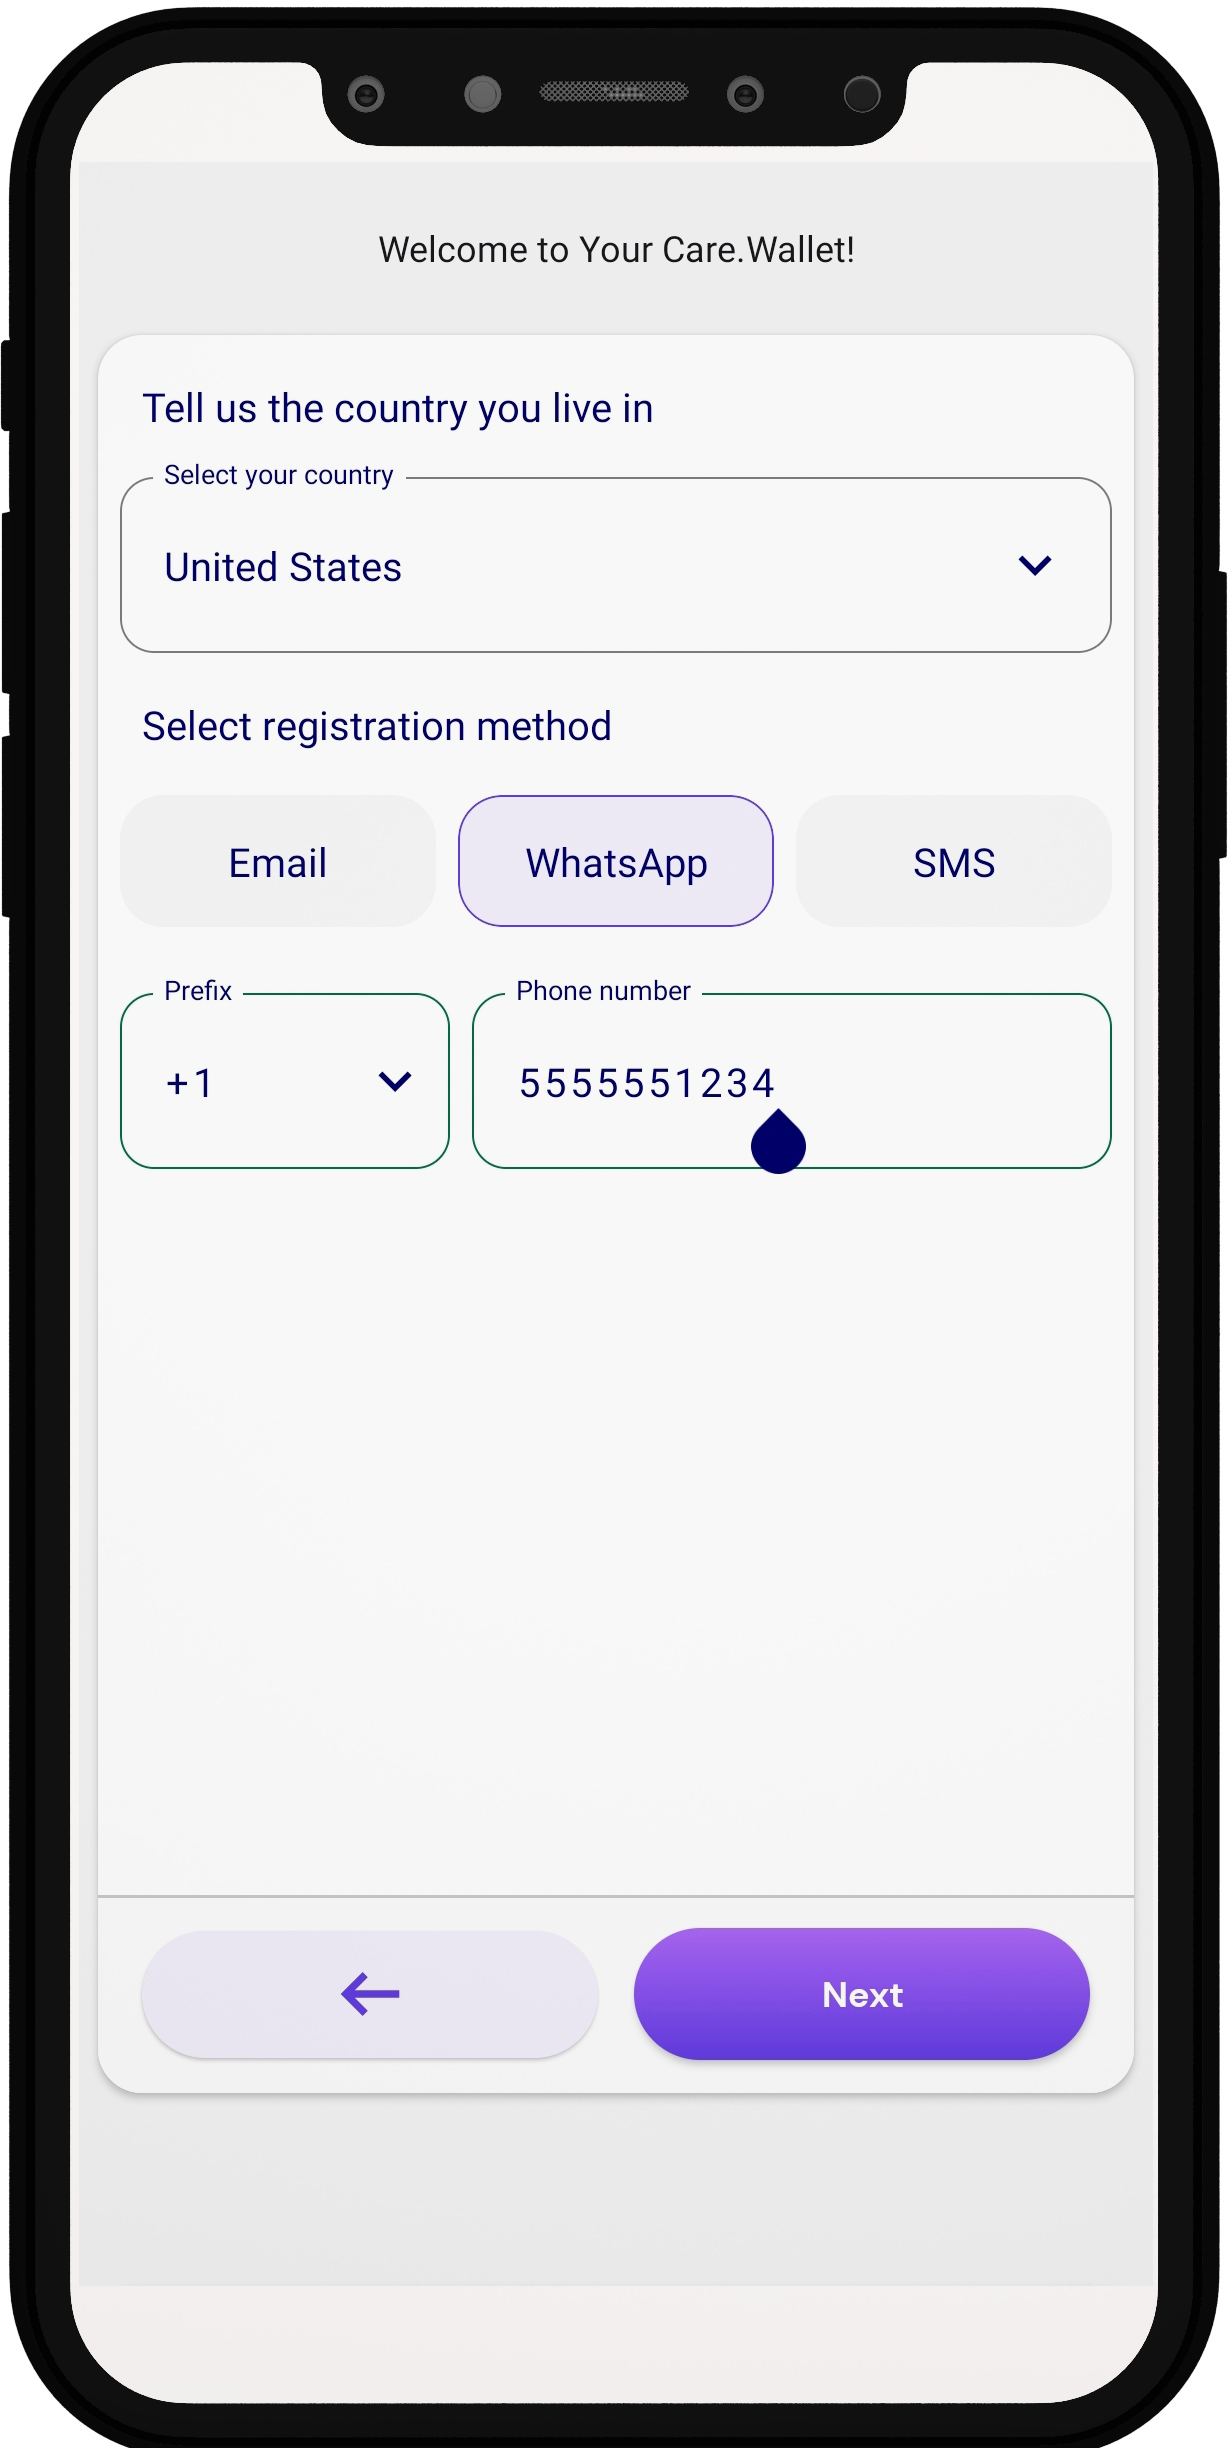 Welcome to Your Care.Wallet!
Tell us the country you live in
Select your country
United States
Select registration method
Email WhatsApp SMS
Prefix Phone number
+1 5555551234
Next